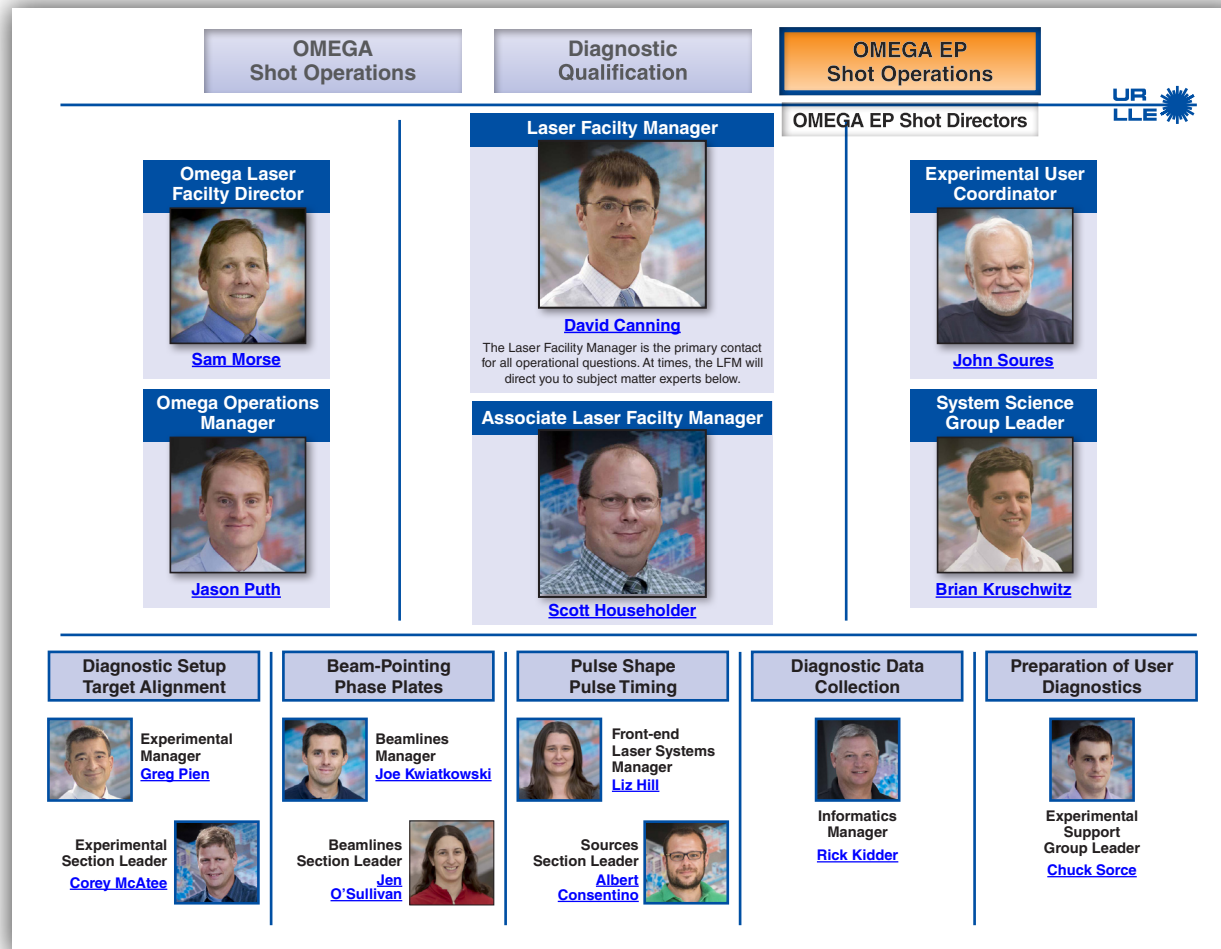 OMEGA
Shot Operations
Diagnostic
Qualification
OMEGA EP
Shot Operations
UR
LLE
OMEGA EP Shot Directors
Laser Facilty Manager
David Canning
The Laser Facility Manager is the primary contact
for all operational questions. At times, the LFM will
direct you to subject matter experts below.
Omega Laser
Facilty Director
Sam Morse
Experimental User
Coordinator
John Soures
Omega Operations
Manager
Jason Puth
Associate Laser Facilty Manager
Scott Householder
System Science
Group Leader
Brian Kruschwitz
Diagnostic Setup
Target Alignment
Experimental
Manager
Greg Pien
Experimental
Section Leader
Corey McAtee
Beam-Pointing
Phase Plates
Beamlines
Manager
Joe Kwiatkowski
Beamlines
Section Leader
Jen
O’Sullivan
Pulse Shape
Pulse Timing
Front-end
Laser Systems
Manager
Liz Hill
Sources
Section Leader
Albert
Consentino
Diagnostic Data
Collection
Informatics
Manager
Rick Kidder
Preparation of User
Diagnostics
Experimental
Support
Group Leader
Chuck Sorce